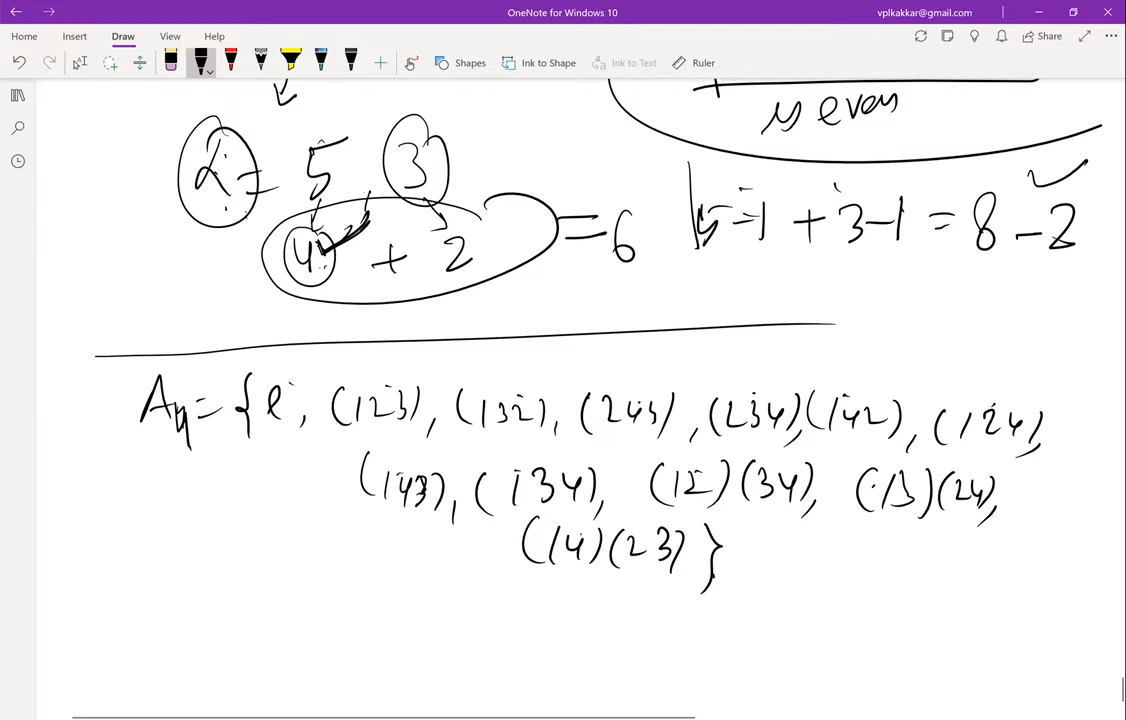 OneNote for Windows 10
vplkakkar@gmail.com
Home Insert Draw View Help
Share
Shapes Ink to Shape Ink to Text Ruler
is even
2 = 5 3
4 + 2 = 6
5-1 + 3-1 = 8 - 2
A4 = { e, (123), (132), (243), (234), (142), (124),
(143), (134), (12)(34), (13)(24),
(14)(23) }